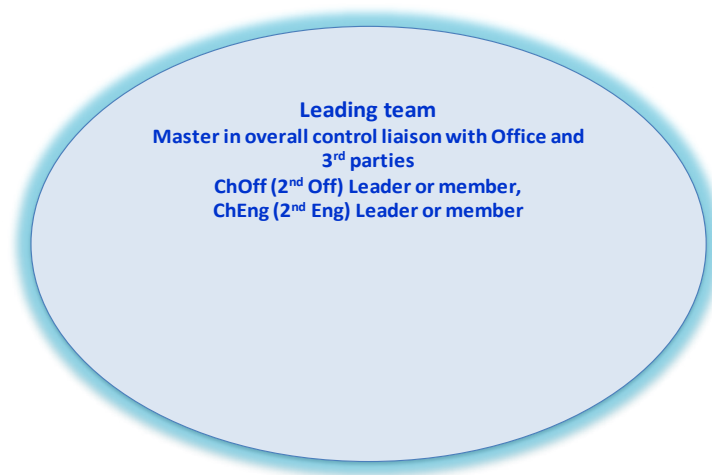 Leading team
Master in overall control liaison with Office and
3rd parties
ChOff (2nd Off) Leader or member,
ChEng (2nd Eng) Leader or member